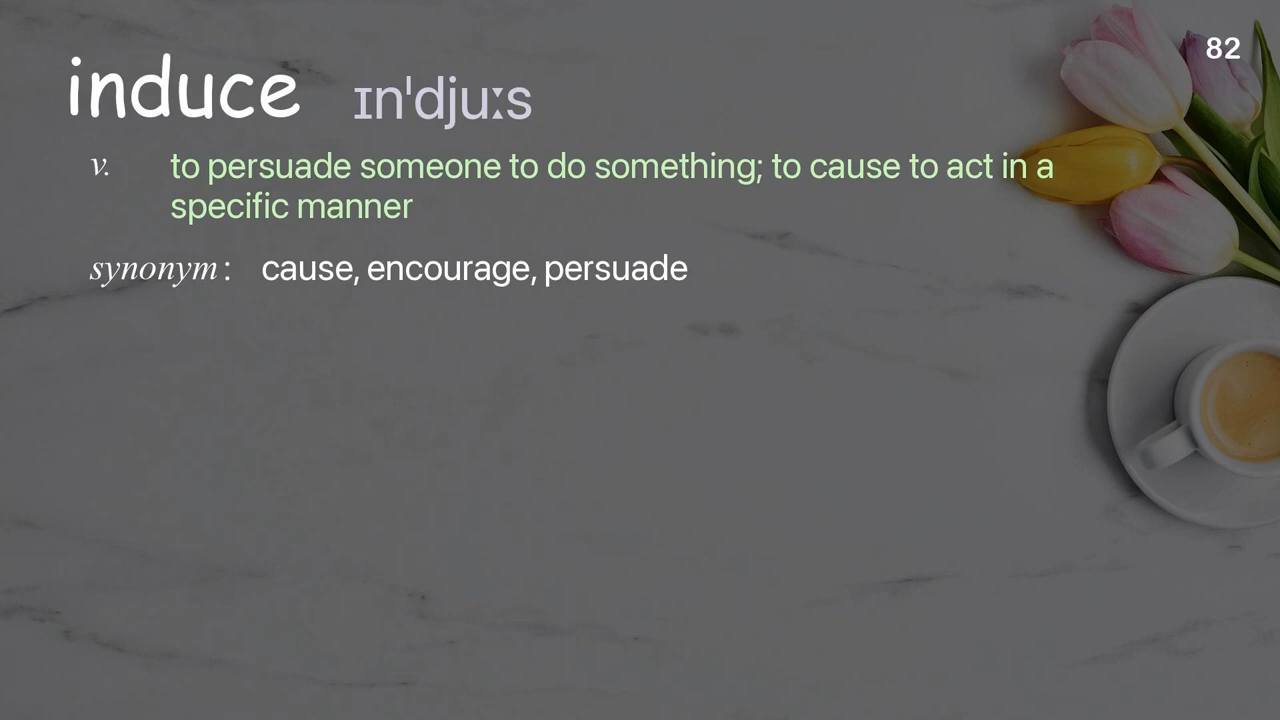 82
induce ɪnˈdjuːs
v. to persuade someone to do something; to cause to act in a
specific manner
synonym : cause, encourage, persuade